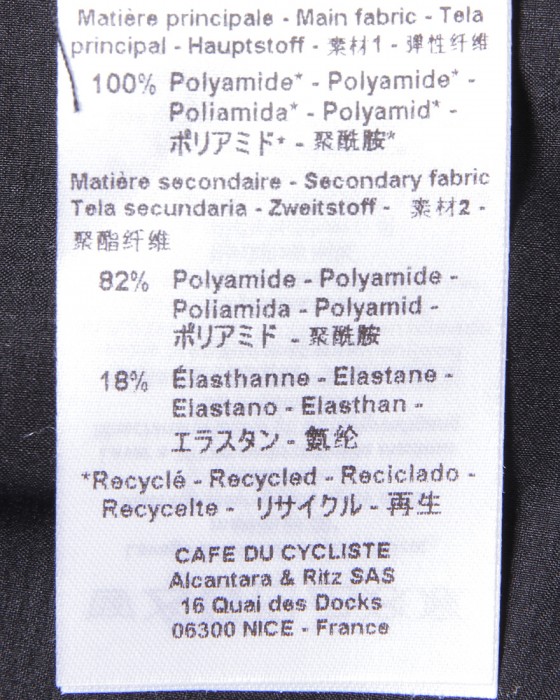 Matière principale - Main fabric - Tela
principal - Hauptstoff - 素材1 - 弹性纤维
100% Polyamide* - Polyamide* -
Poliamida* - Polyamid* -
ポリアミド* - 聚酰胺*
Matière secondaire - Secondary fabric
Tela secundaria - Zweitstoff - 素材2 -
聚酯纤维
82% Polyamide - Polyamide -
Poliamida - Polyamid -
ポリアミド - 聚酰胺
18% Élasthanne - Elastane -
Elastano - Elasthan -
エラスタン - 氨纶
*Recyclé - Recycled - Reciclado -
Recycelte - リサイクル - 再生
CAFE DU CYCLISTE
Alcantara & Ritz SAS
16 Quai des Docks
06300 NICE - France